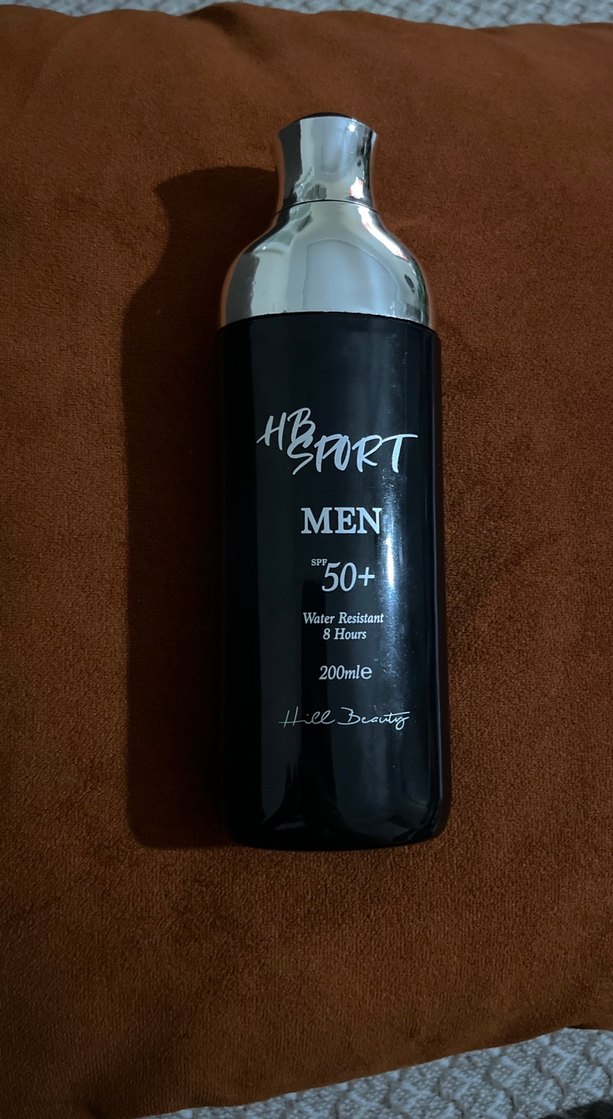 HB
SPORT
MEN
SPF 50+
Water Resistant
8 Hours
200ml℮
Hill Beauty